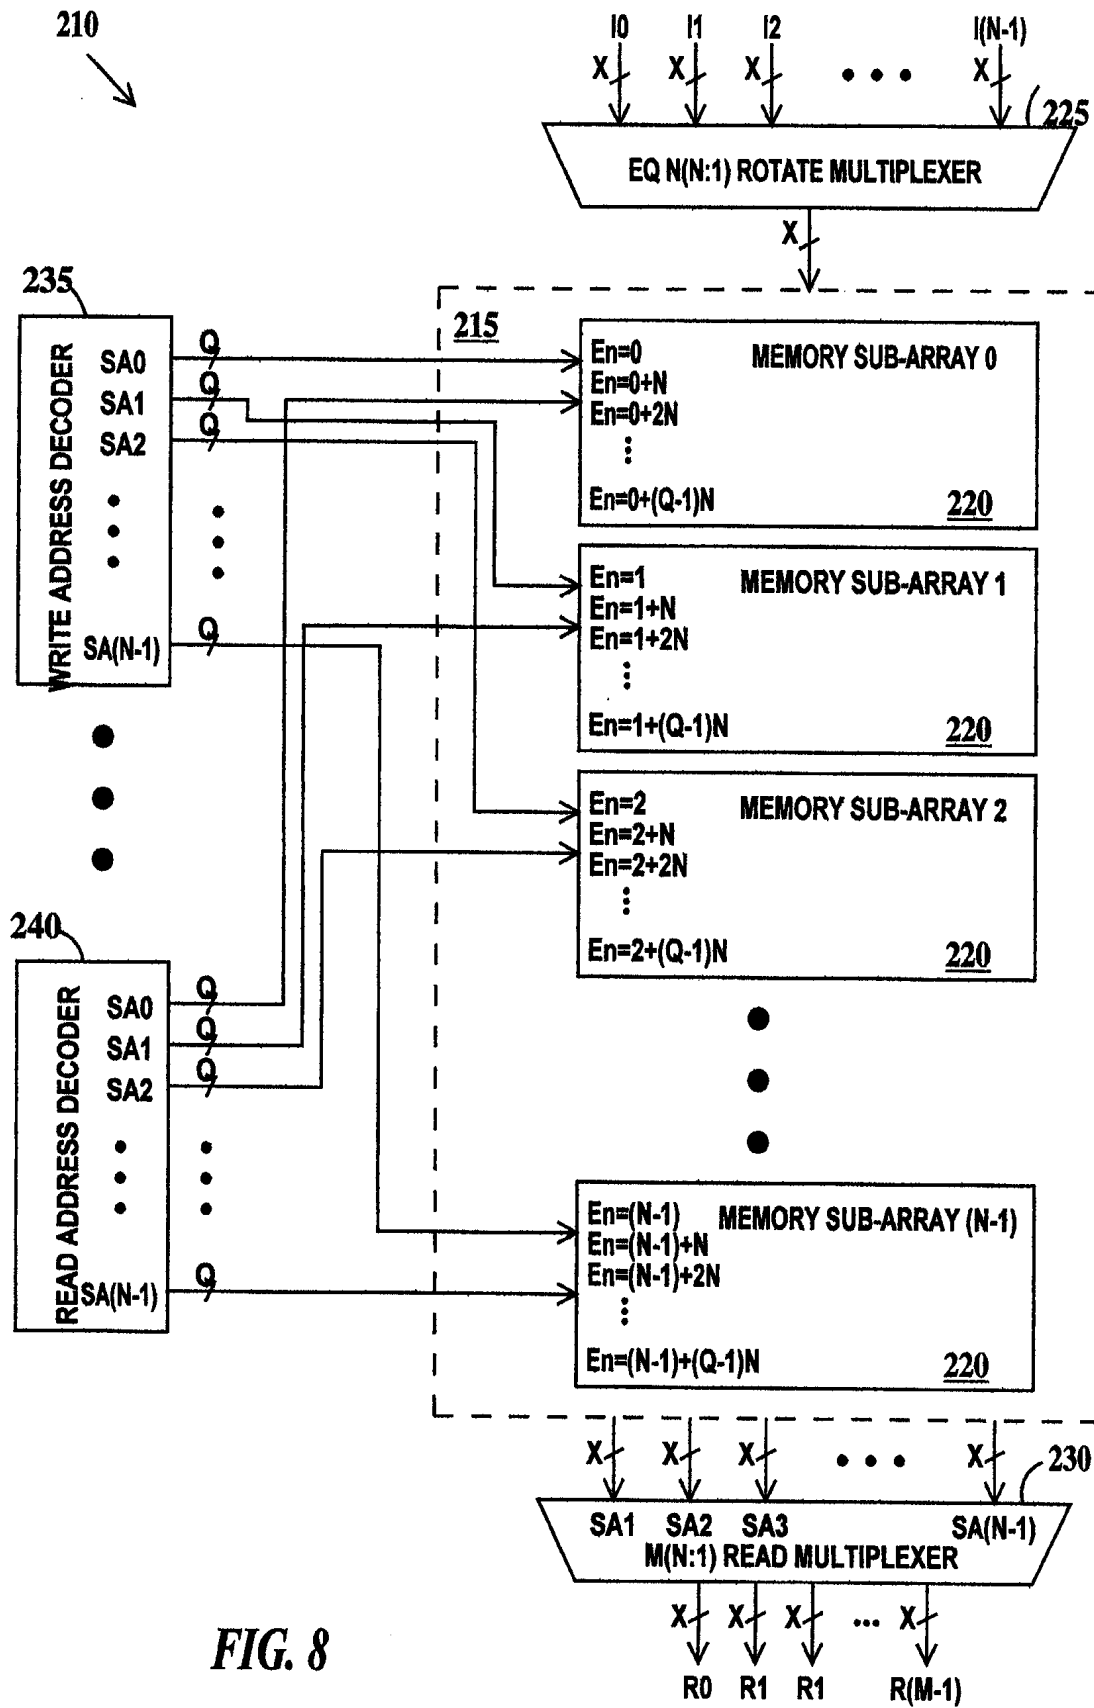 210
I0 I1 I2 I(N-1)
X X X X
225
EQ N(N:1) ROTATE MULTIPLEXER
X
235
WRITE ADDRESS DECODER
SA0 Q
SA1 Q
SA2 Q
SA(N-1) Q
215
En=0 MEMORY SUB-ARRAY 0
En=0+N
En=0+2N
En=0+(Q-1)N 220
En=1 MEMORY SUB-ARRAY 1
En=1+N
En=1+2N
En=1+(Q-1)N 220
En=2 MEMORY SUB-ARRAY 2
En=2+N
En=2+2N
En=2+(Q-1)N 220
240
READ ADDRESS DECODER
SA0 Q
SA1 Q
SA2 Q
SA(N-1) Q
En=(N-1) MEMORY SUB-ARRAY (N-1)
En=(N-1)+N
En=(N-1)+2N
En=(N-1)+(Q-1)N 220
X X X X
230
SA1 SA2 SA3 SA(N-1)
M(N:1) READ MULTIPLEXER
X X X ... X
R0 R1 R1 R(M-1)
FIG. 8